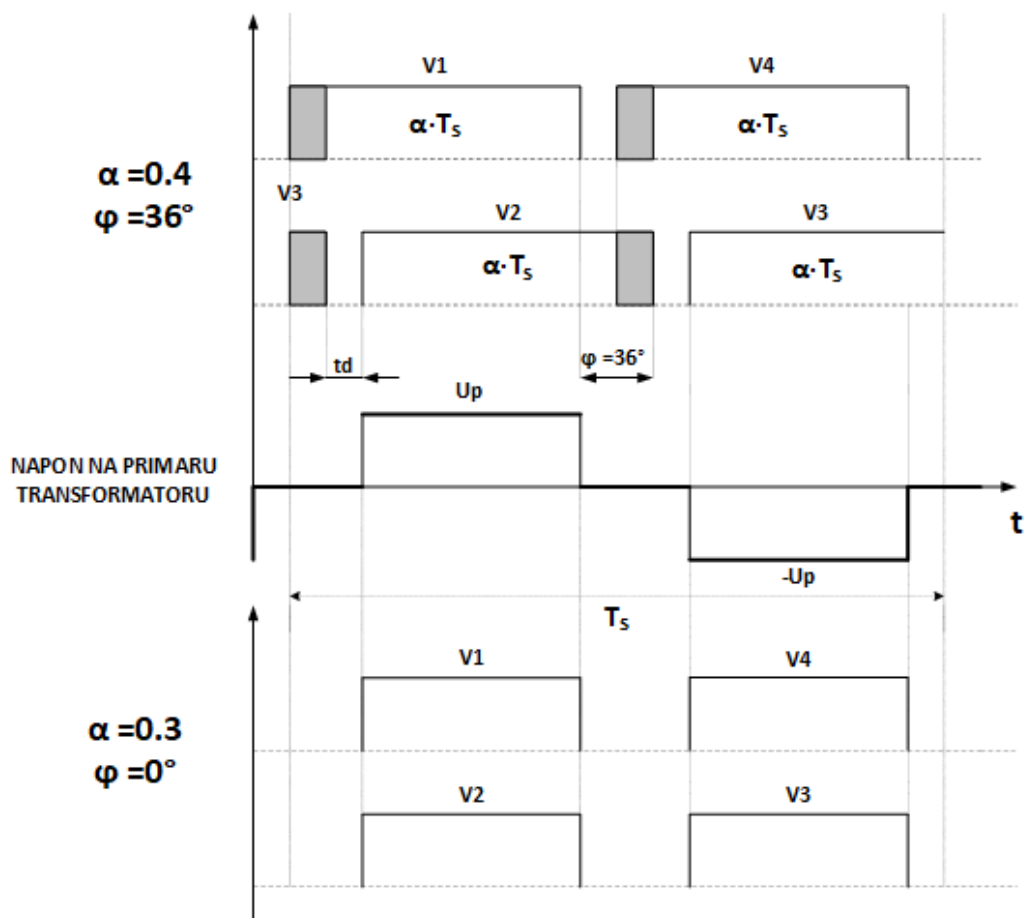 V1
V4
α·Tₛ
α·Tₛ
α =0.4
φ =36°
V3
V2
V3
α·Tₛ
α·Tₛ
td
φ =36°
Up
NAPON NA PRIMARU
TRANSFORMATORU
t
-Up
Tₛ
V1
V4
α =0.3
φ =0°
V2
V3